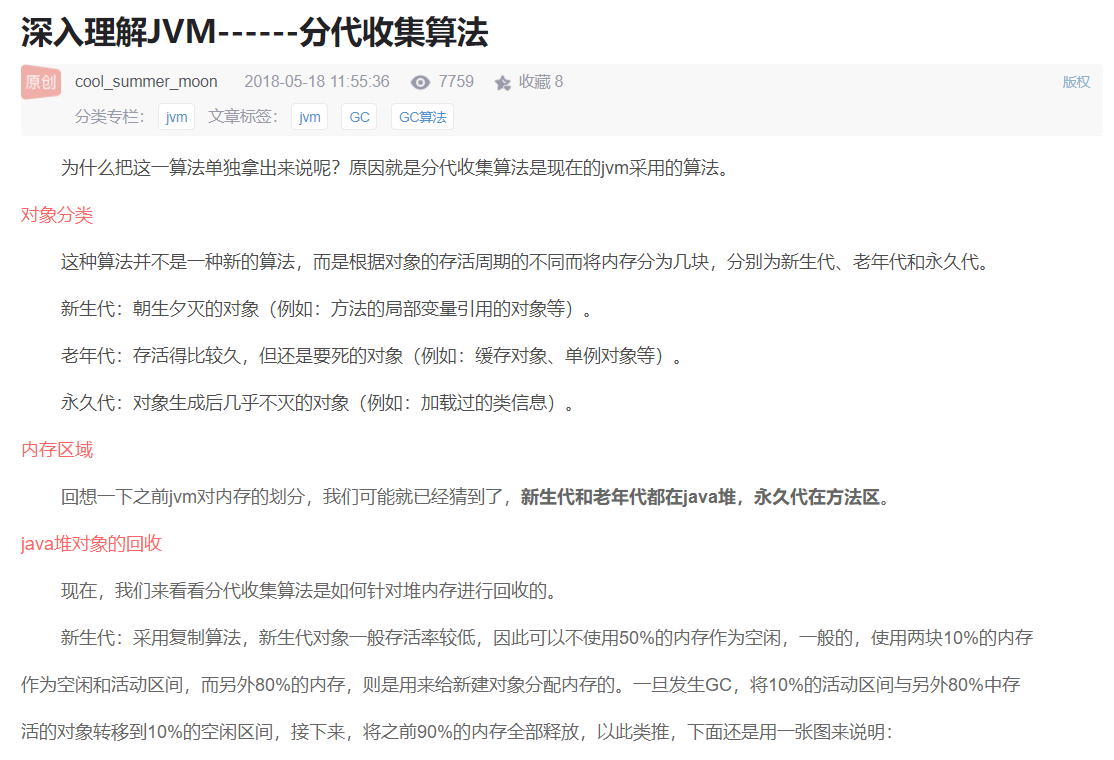 深入理解JVM------分代收集算法
原创 cool_summer_moon 2018-05-18 11:55:36 7759 收藏 8 版权
分类专栏： jvm 文章标签： jvm GC GC算法
为什么把这一算法单独拿出来说呢？原因就是分代收集算法是现在的jvm采用的算法。
对象分类
这种算法并不是一种新的算法，而是根据对象的存活周期的不同而将内存分为几块，分别为新生代、老年代和永久代。
新生代：朝生夕灭的对象（例如：方法的局部变量引用的对象等）。
老年代：存活得比较久，但还是要死的对象（例如：缓存对象、单例对象等）。
永久代：对象生成后几乎不灭的对象（例如：加载过的类信息）。
内存区域
回想一下之前jvm对内存的划分，我们可能就已经猜到了，新生代和老年代都在java堆，永久代在方法区。
java堆对象的回收
现在，我们来看看分代收集算法是如何针对堆内存进行回收的。
新生代：采用复制算法，新生代对象一般存活率较低，因此可以不使用50%的内存作为空闲，一般的，使用两块10%的内存
作为空闲和活动区间，而另外80%的内存，则是用来给新建对象分配内存的。一旦发生GC，将10%的活动区间与另外80%中存
活的对象转移到10%的空闲区间，接下来，将之前90%的内存全部释放，以此类推，下面还是用一张图来说明：